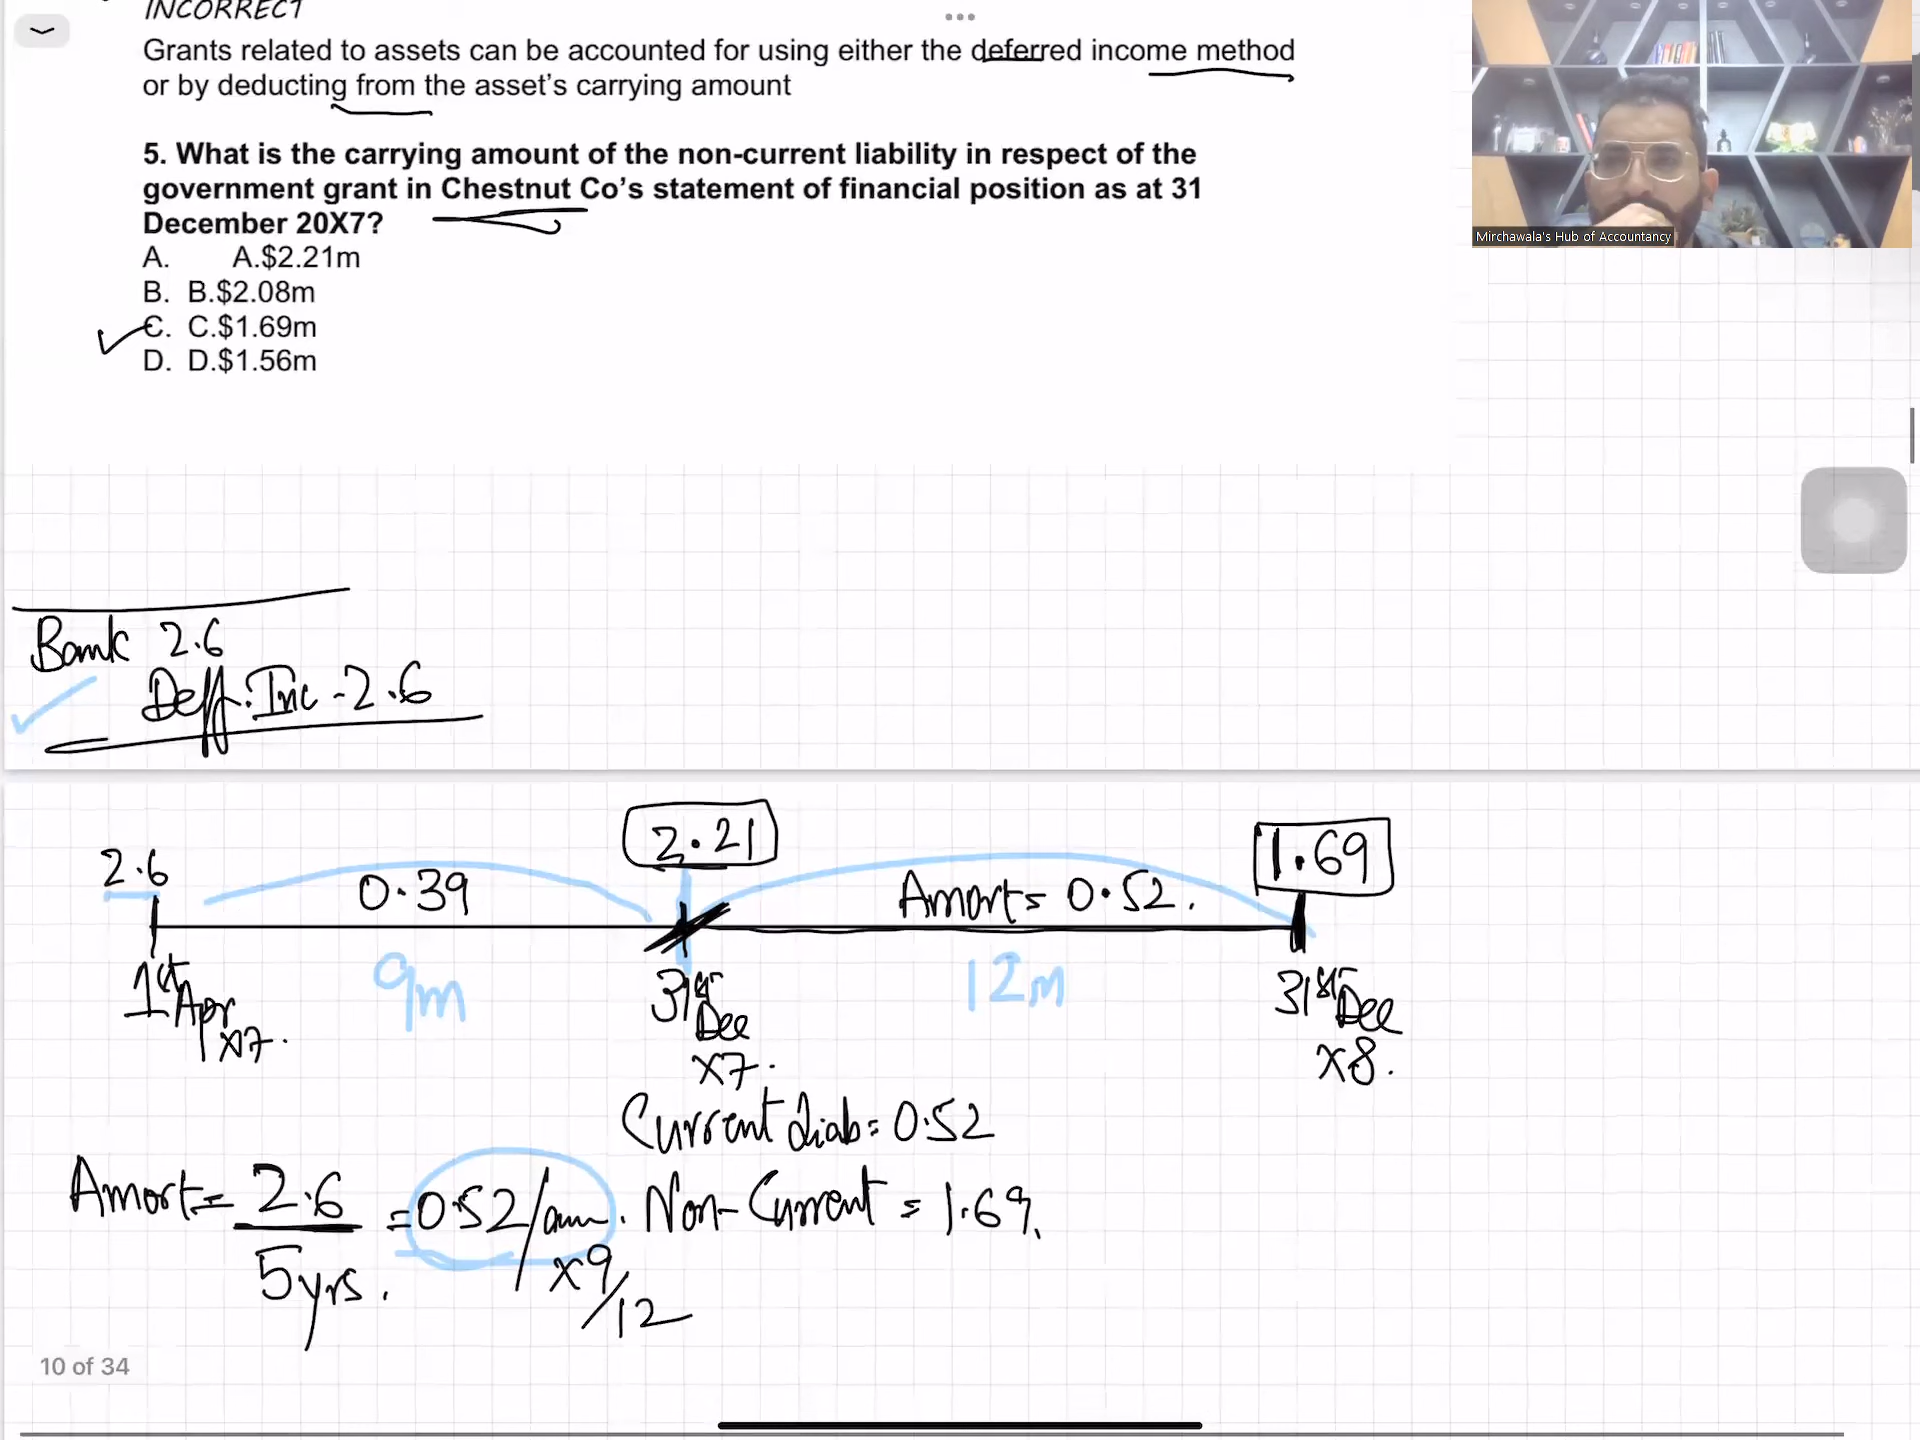 INCORRECT
Grants related to assets can be accounted for using either the deferred income method
or by deducting from the asset's carrying amount
5. What is the carrying amount of the non-current liability in respect of the
government grant in Chestnut Co's statement of financial position as at 31
December 20X7?
A. A.$2.21m
B. B.$2.08m
C. C.$1.69m
D. D.$1.56m
Mirchawala's Hub of Accountancy
Bank 2.6
Deff. Inc - 2.6
2.6
0.39
2.21
Amort = 0.52.
1.69
1st Apr X7.
9m
31st Dec X7.
12m
31st Dec X8.
Current Liab = 0.52
Non-Current = 1.69.
Amort = 2.6 / 5yrs. = 0.52/ann. x9/12
10 of 34